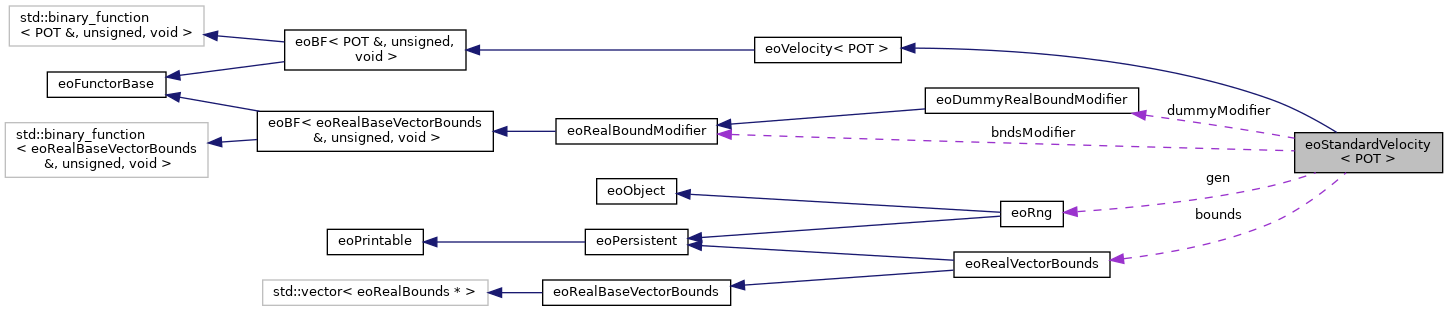 std::binary_function
< POT &, unsigned, void >
eoBF< POT &, unsigned,
void >
eoVelocity< POT >
eoFunctorBase
eoDummyRealBoundModifier
dummyModifier
eoBF< eoRealBaseVectorBounds
&, unsigned, void >
std::binary_function
< eoRealBaseVectorBounds
&, unsigned, void >
eoRealBoundModifier
bndsModifier
eoStandardVelocity
< POT >
gen
eoObject
eoRng
bounds
eoPrintable
eoPersistent
eoRealVectorBounds
std::vector< eoRealBounds * >
eoRealBaseVectorBounds